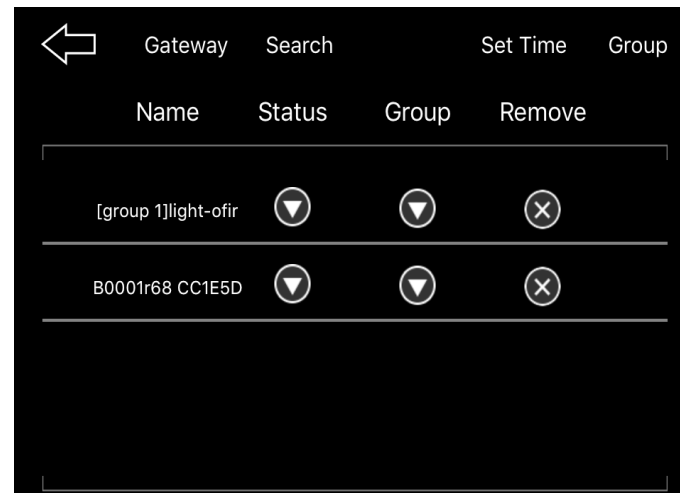 Gateway Search Set Time Group
Name Status Group Remove
[group 1]light-ofir
B0001r68 CC1E5D